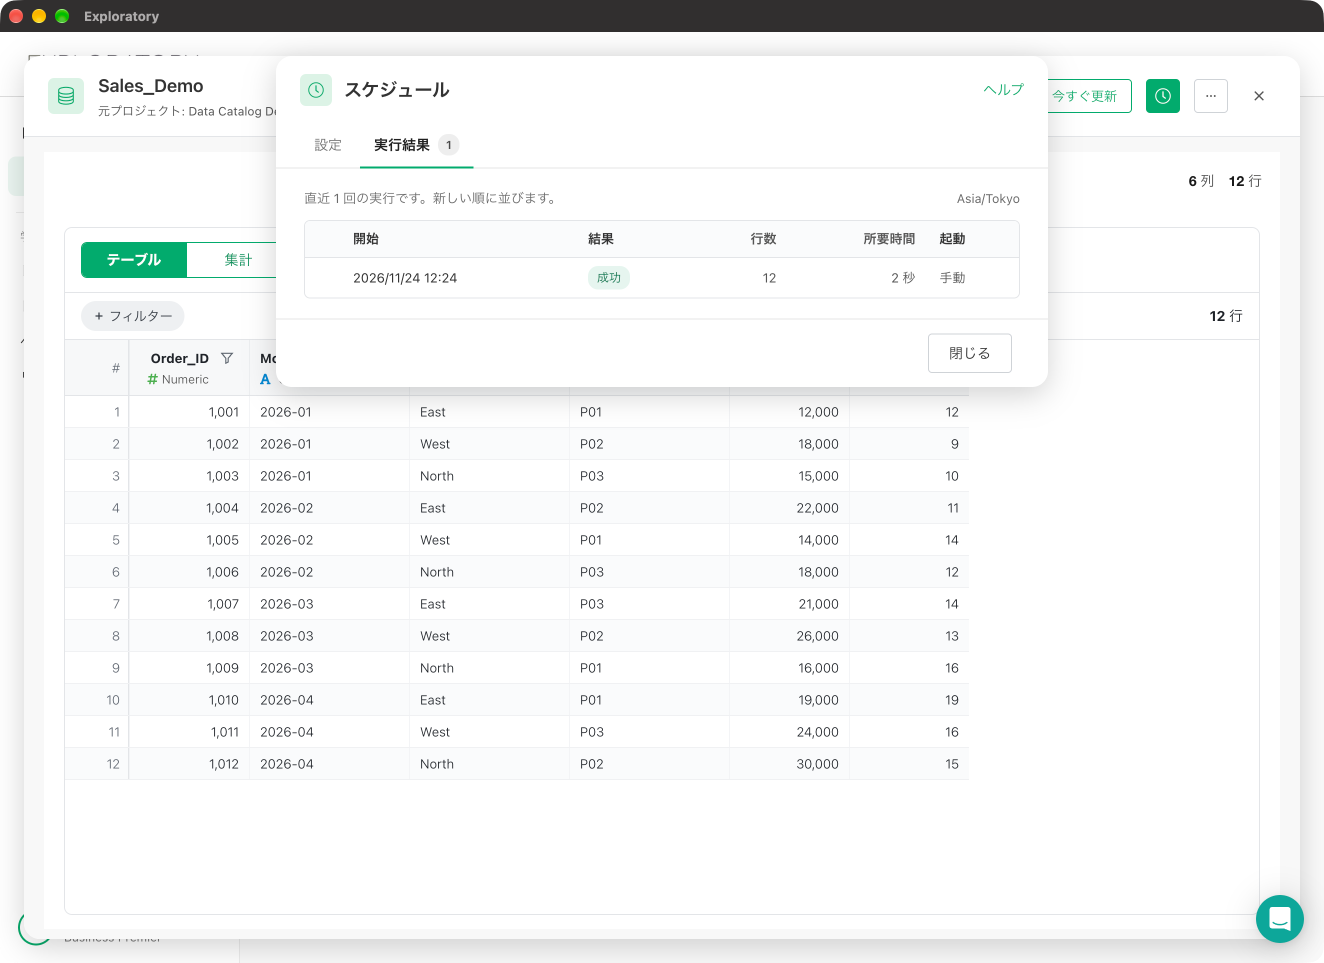 Exploratory
Sales_Demo
元プロジェクト: Data Catalog De
スケジュール
ヘルプ
今すぐ更新
設定
実行結果 1
直近 1 回の実行です。新しい順に並びます。
Asia/Tokyo
開始 結果 行数 所要時間 起動
2026/11/24 12:24 成功 12 2 秒 手動
閉じる
6 列 12 行
テーブル 集計
+ フィルター
12 行
# Order_ID Mo
# Numeric A
1 1,001 2026-01 East P01 12,000 12
2 1,002 2026-01 West P02 18,000 9
3 1,003 2026-01 North P03 15,000 10
4 1,004 2026-02 East P02 22,000 11
5 1,005 2026-02 West P01 14,000 14
6 1,006 2026-02 North P03 18,000 12
7 1,007 2026-03 East P03 21,000 14
8 1,008 2026-03 West P02 26,000 13
9 1,009 2026-03 North P01 16,000 16
10 1,010 2026-04 East P01 19,000 19
11 1,011 2026-04 West P03 24,000 16
12 1,012 2026-04 North P02 30,000 15
Business Premier